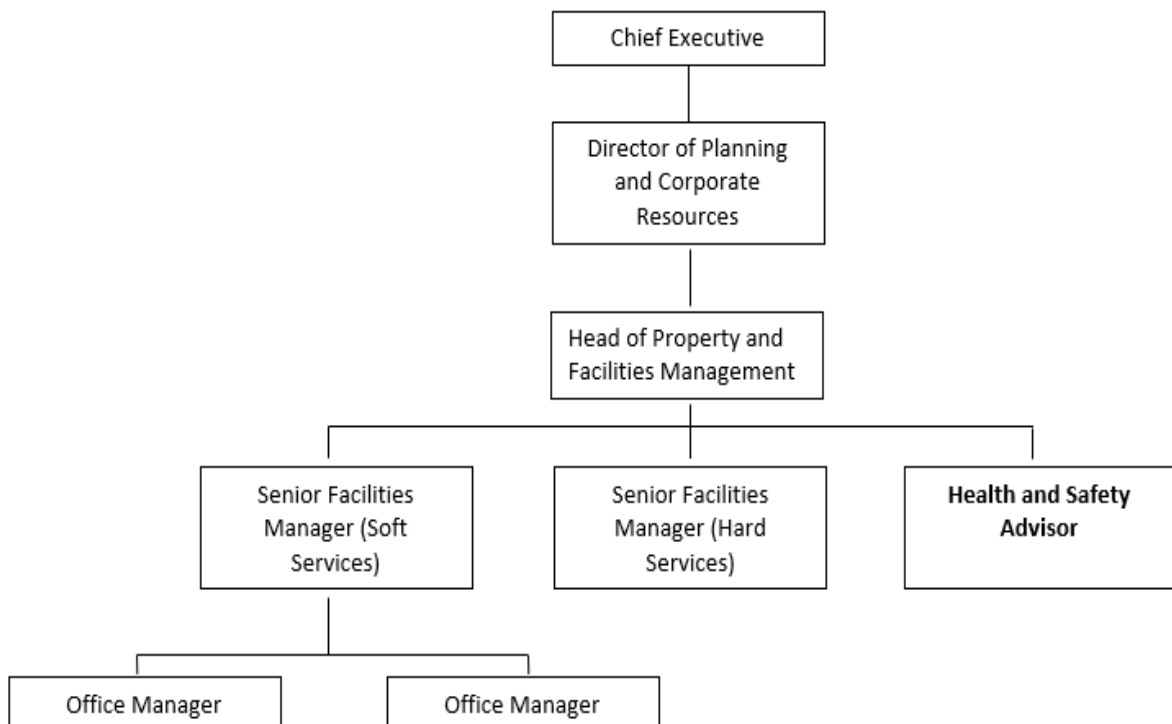 Chief Executive
Director of Planning
and Corporate
Resources
Head of Property and
Facilities Management
Senior Facilities
Manager (Soft
Services)
Senior Facilities
Manager (Hard
Services)
Health and Safety
Advisor
Office Manager
Office Manager